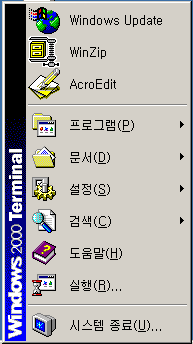 Windows Update
WinZip
AcroEdit
프로그램(P)
문서(D)
설정(S)
검색(C)
도움말(H)
실행(R)...
시스템 종료(U)...
Windows 2000 Terminal